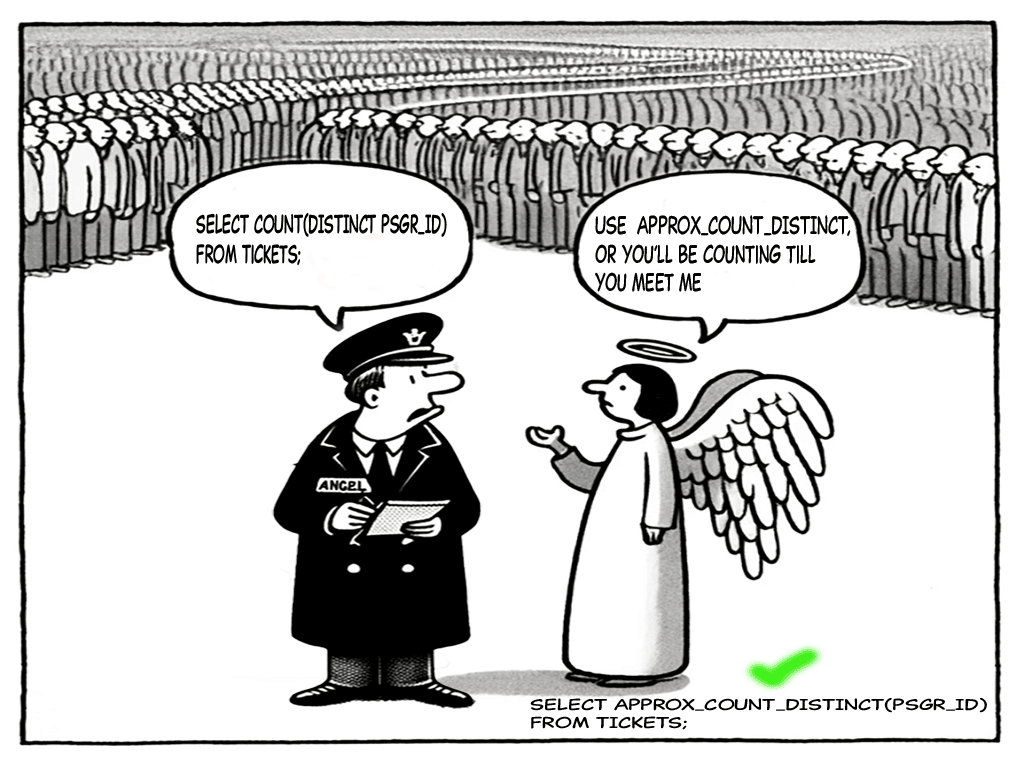 SELECT COUNT(DISTINCT PSGR_ID)
FROM TICKETS;
USE APPROX_COUNT_DISTINCT,
OR YOU'LL BE COUNTING TILL
YOU MEET ME
ANGEL
SELECT APPROX_COUNT_DISTINCT(PSGR_ID)
FROM TICKETS;